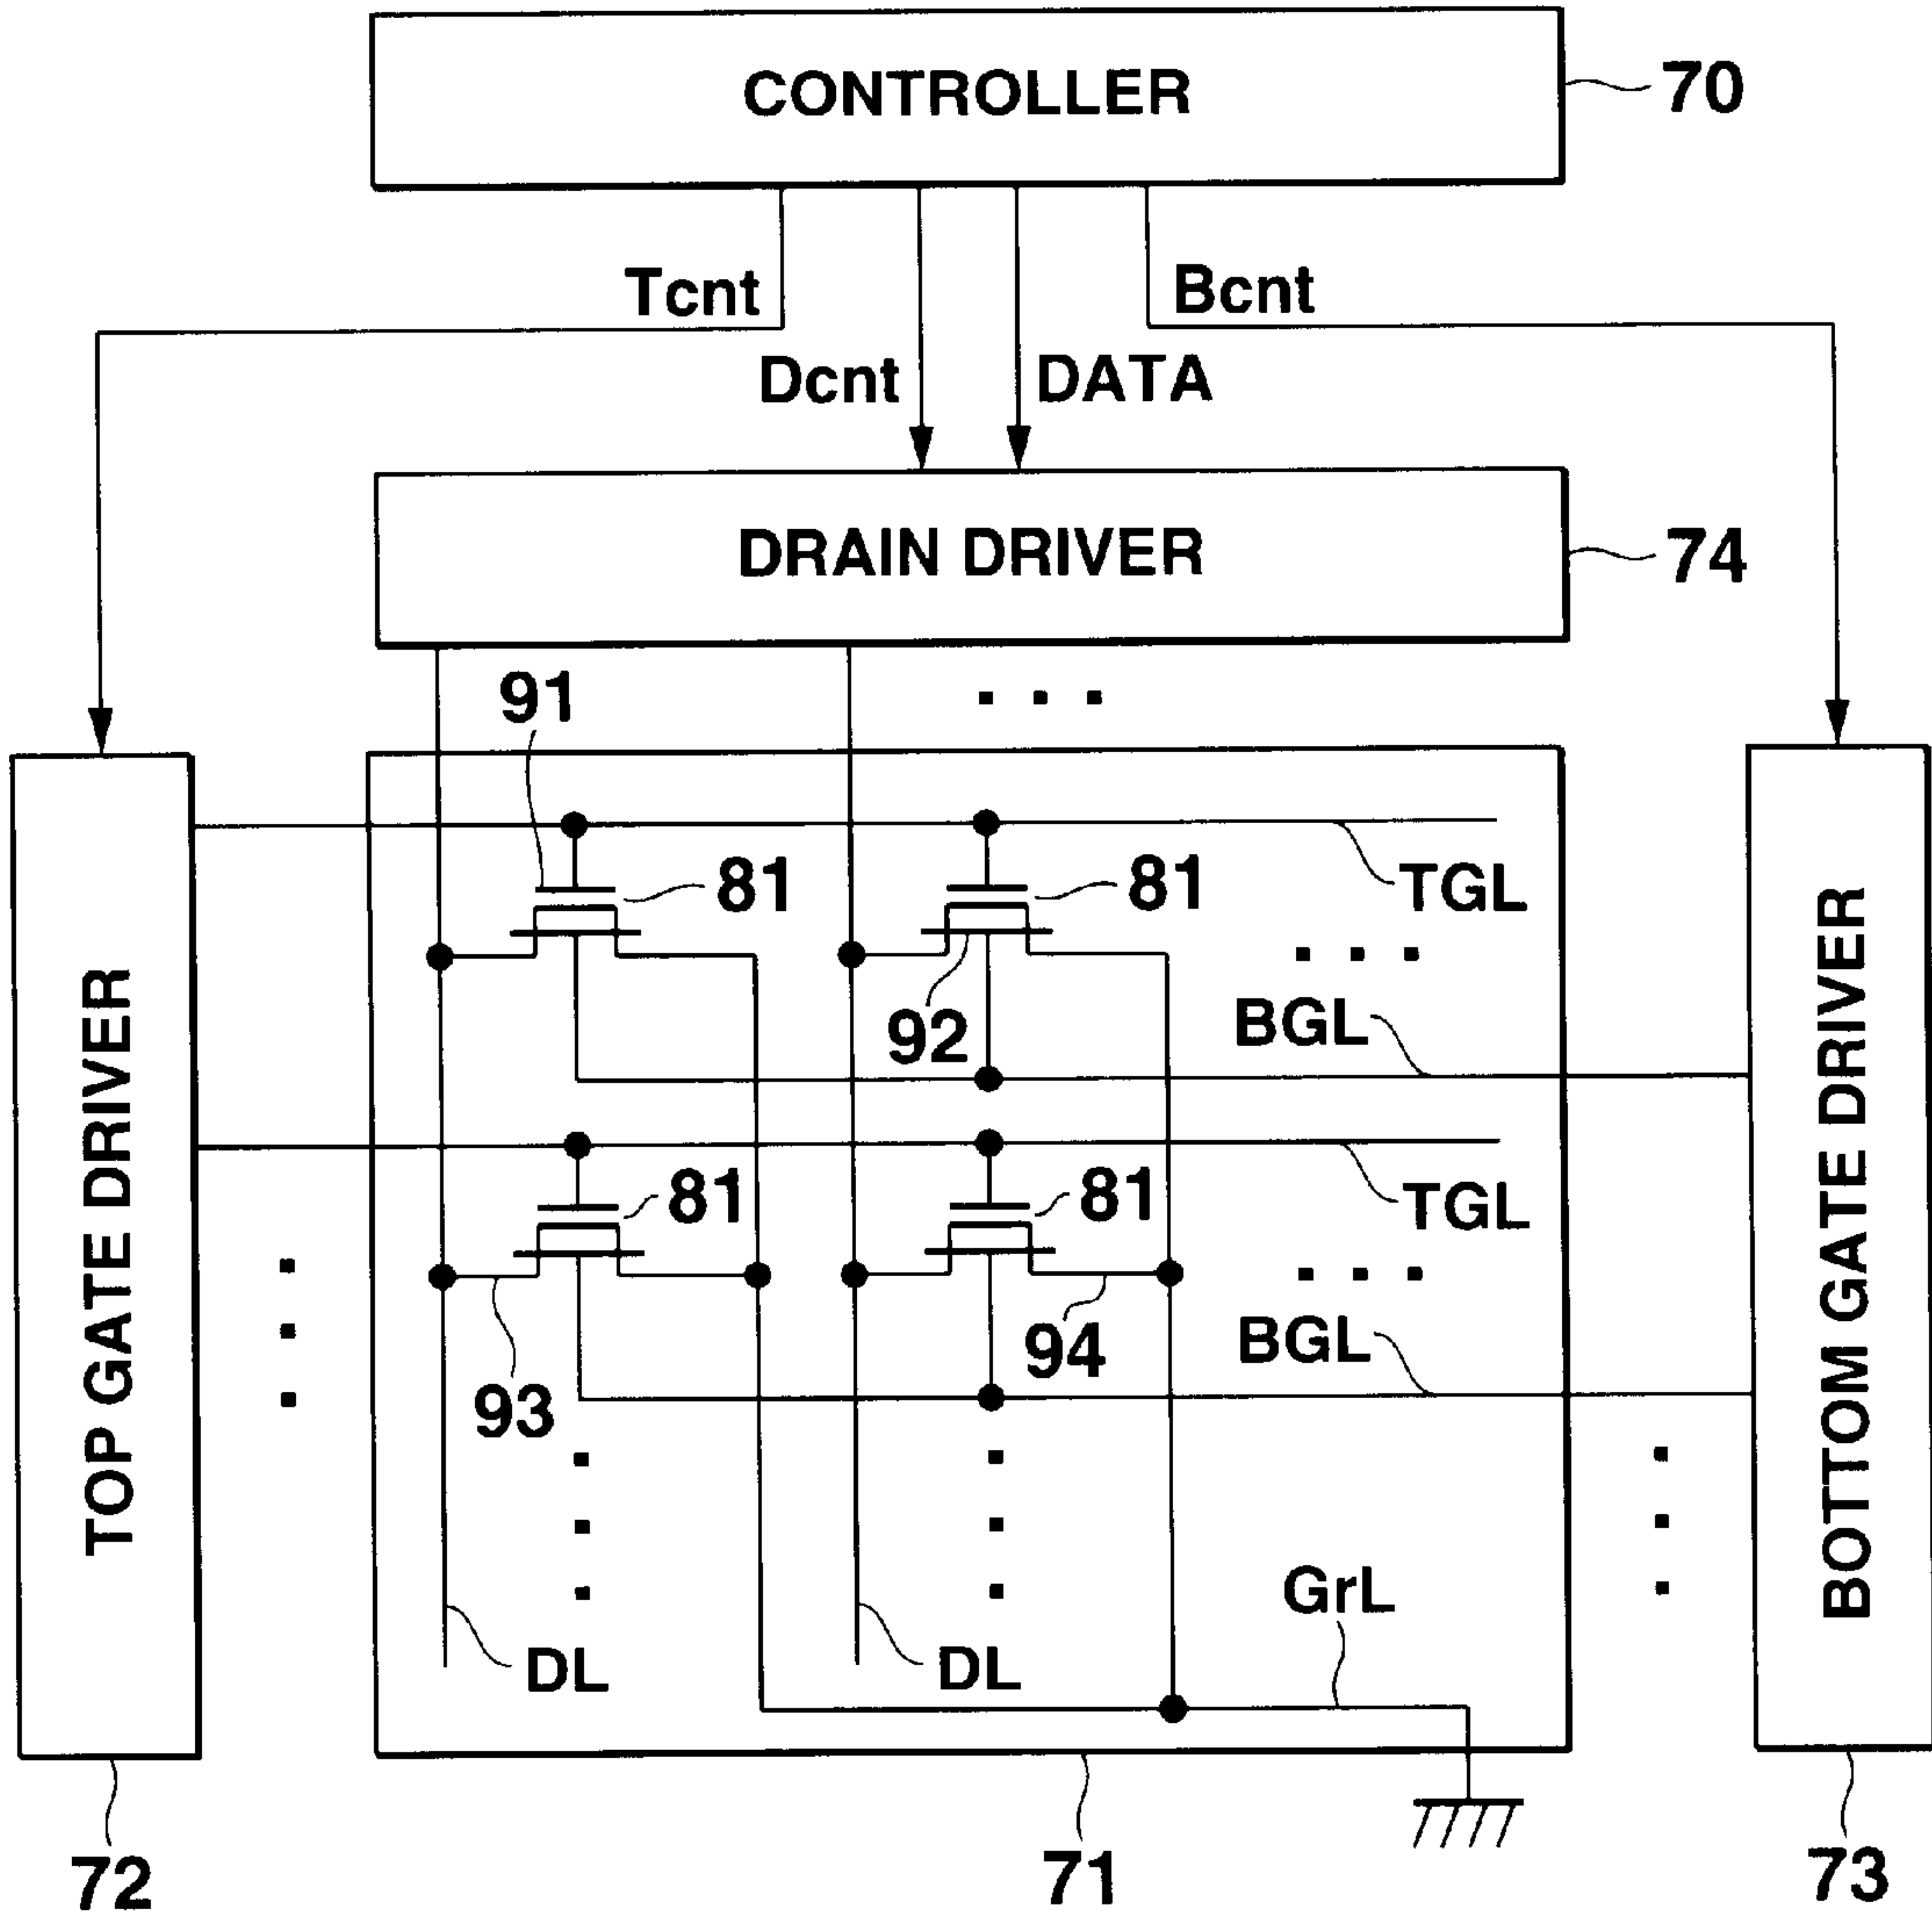 CONTROLLER
70
Tcnt
Bcnt
Dcnt
DATA
DRAIN DRIVER
74
91
81
81
TGL
92
BGL
TOP GATE DRIVER
BOTTOM GATE DRIVER
81
81
TGL
93
94
BGL
GrL
DL
DL
72
71
73